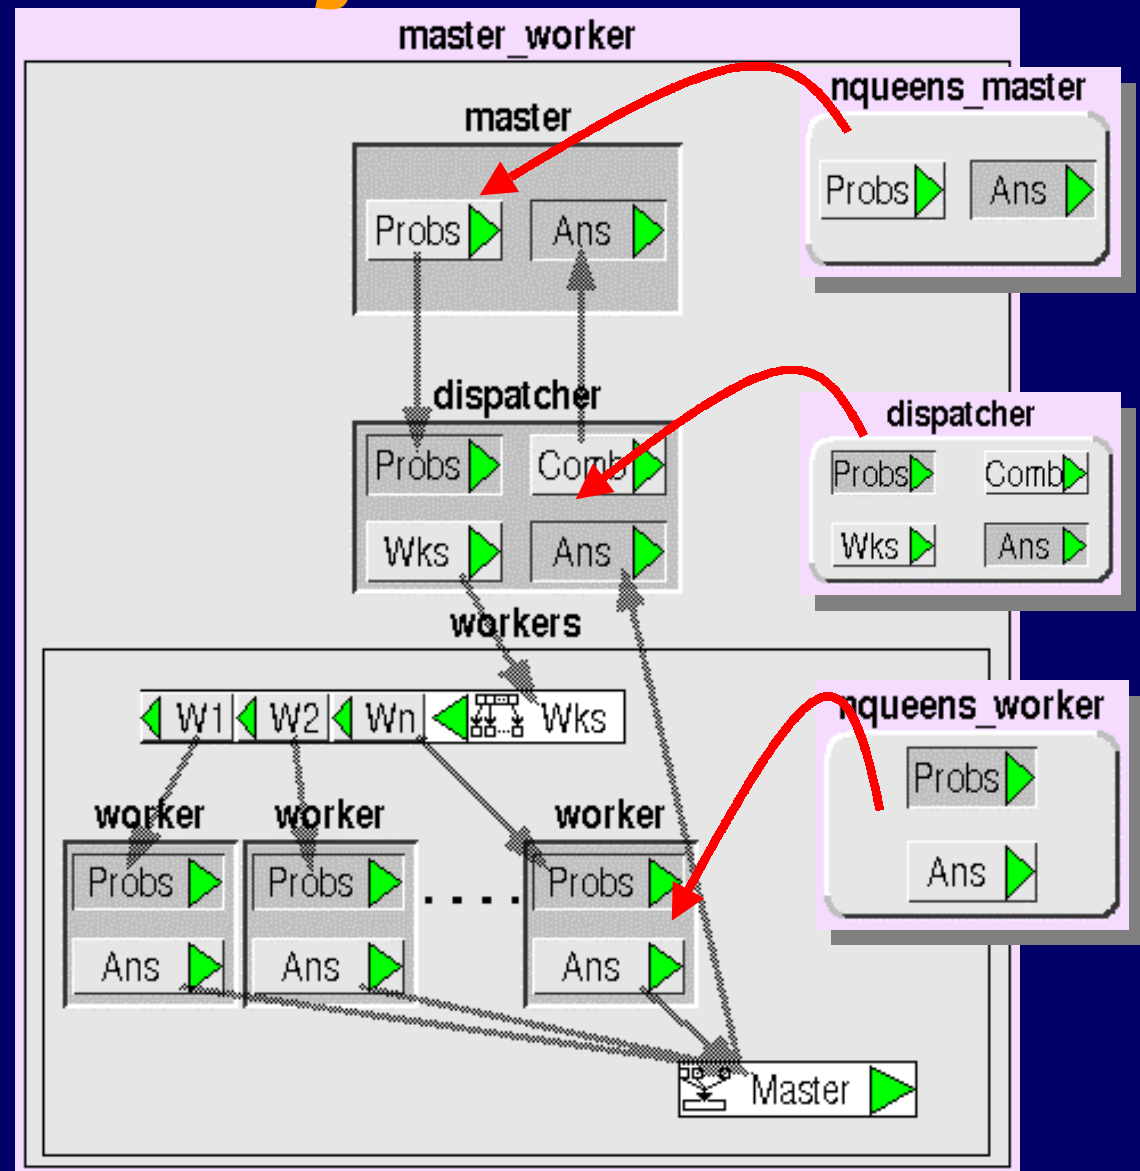 master_worker
nqueens_master
master
Probs Ans
Probs Ans
dispatcher
dispatcher
Probs Comb
Wks Ans
Probs Comb
Wks Ans
workers
W1 W2 Wn Wks
nqueens_worker
Probs
Ans
worker worker worker
Probs Probs .... Probs
Ans Ans Ans
Master